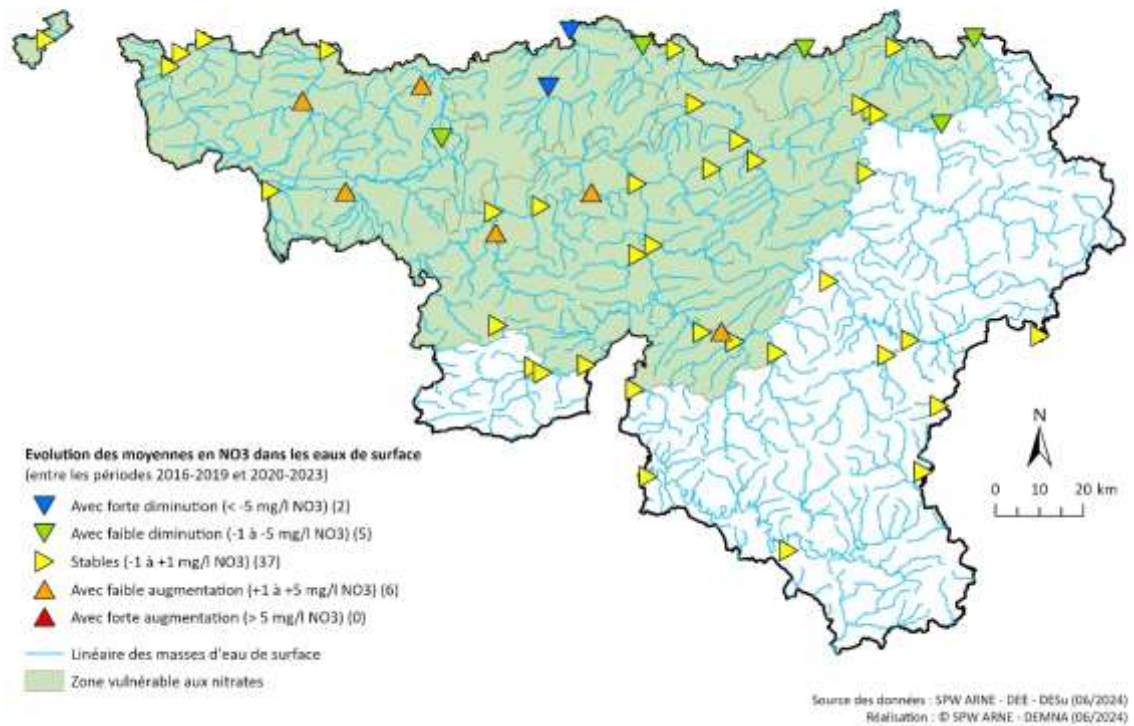 N
0 10 20 km
Evolution des moyennes en NO3 dans les eaux de surface
(entre les périodes 2016-2019 et 2020-2023)
Avec forte diminution (< -5 mg/l NO3) (2)
Avec faible diminution (-1 à -5 mg/l NO3) (5)
Stables (-1 à +1 mg/l NO3) (37)
Avec faible augmentation (+1 à +5 mg/l NO3) (6)
Avec forte augmentation (> 5 mg/l NO3) (0)
Linéaire des masses d'eau de surface
Zone vulnérable aux nitrates
Source des données : SPW ARNE - DEE - DESu (06/2024)
Réalisation : © SPW ARNE - DEMNA (06/2024)